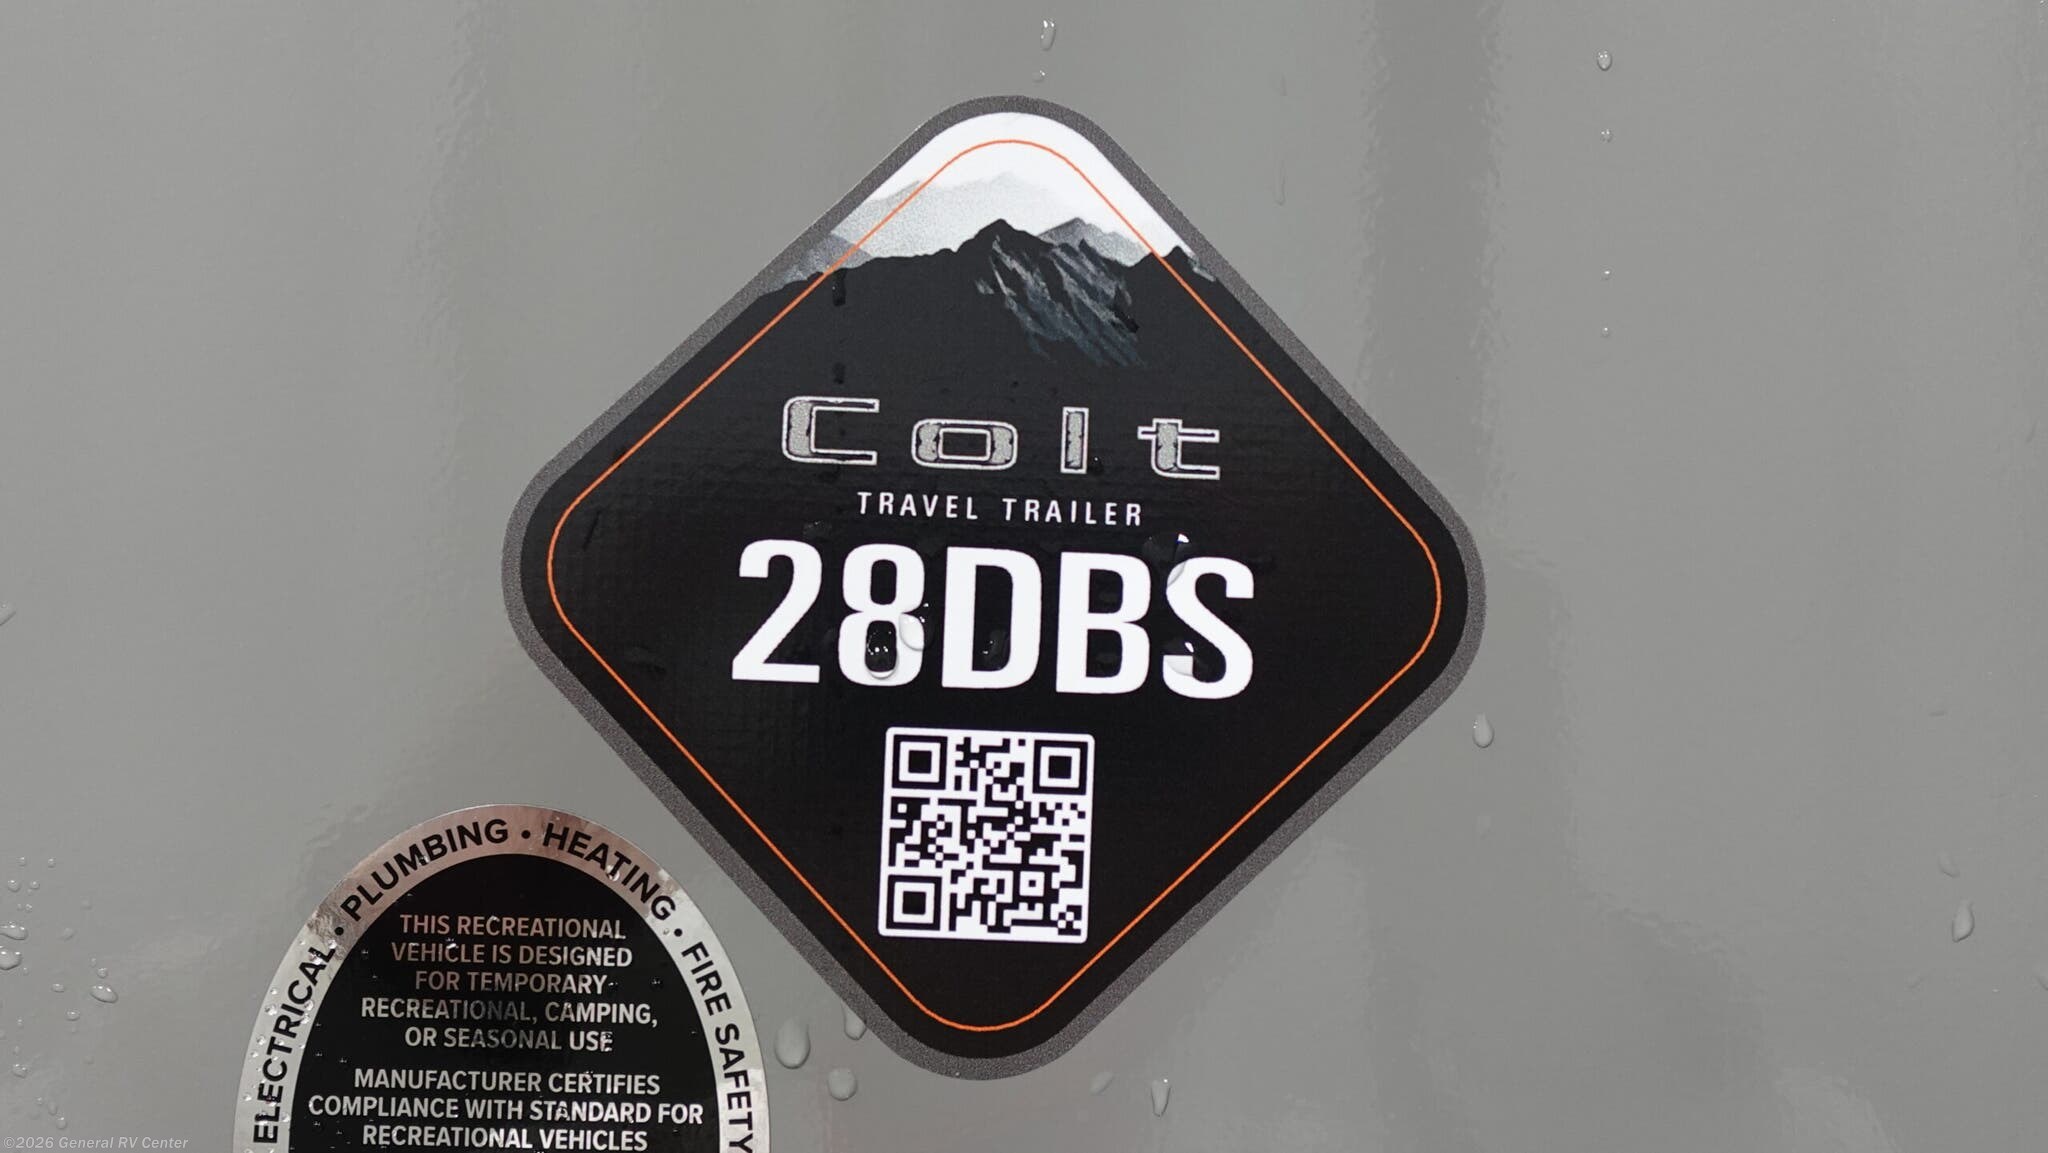 Colt
TRAVEL TRAILER
28DBS
ELECTRICAL • PLUMBING • HEATING • FIRE SAFETY
THIS RECREATIONAL
VEHICLE IS DESIGNED
FOR TEMPORARY
RECREATIONAL, CAMPING,
OR SEASONAL USE
MANUFACTURER CERTIFIES
COMPLIANCE WITH STANDARD FOR
RECREATIONAL VEHICLES
©2026 General RV Center